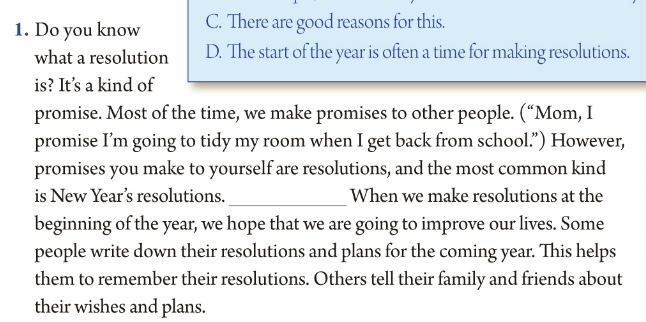 C. There are good reasons for this.
D. The start of the year is often a time for making resolutions.
1. Do you know
what a resolution
is? It's a kind of
promise. Most of the time, we make promises to other people. (“Mom, I
promise I'm going to tidy my room when I get back from school.”) However,
promises you make to yourself are resolutions, and the most common kind
is New Year's resolutions. ____________ When we make resolutions at the
beginning of the year, we hope that we are going to improve our lives. Some
people write down their resolutions and plans for the coming year. This helps
them to remember their resolutions. Others tell their family and friends about
their wishes and plans.